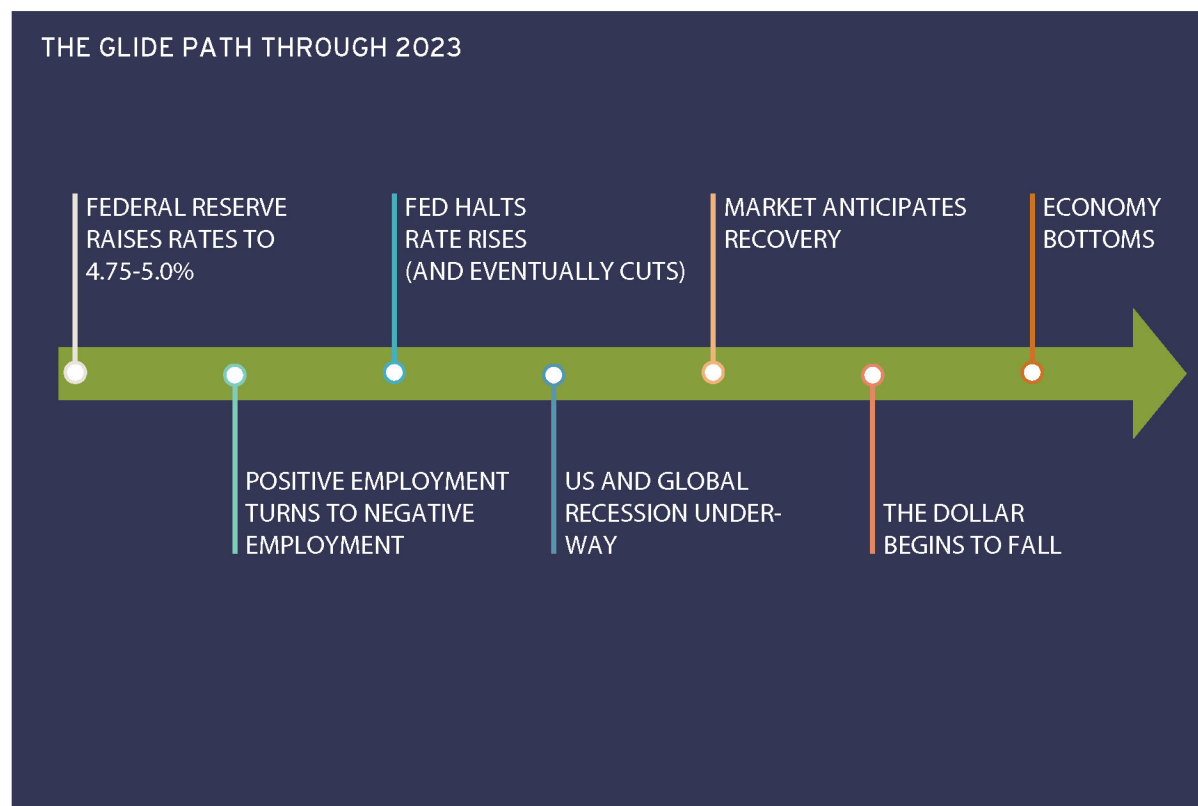 THE GLIDE PATH THROUGH 2023
FEDERAL RESERVE
RAISES RATES TO
4.75-5.0%
POSITIVE EMPLOYMENT
TURNS TO NEGATIVE
EMPLOYMENT
FED HALTS
RATE RISES
(AND EVENTUALLY CUTS)
US AND GLOBAL
RECESSION UNDER-
WAY
MARKET ANTICIPATES
RECOVERY
THE DOLLAR
BEGINS TO FALL
ECONOMY
BOTTOMS